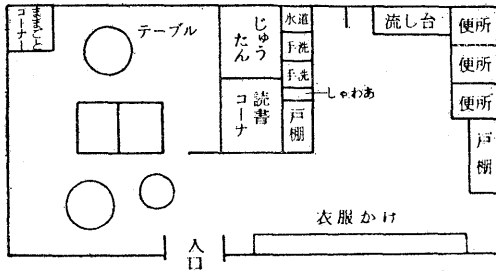 ままごと
コーナー
テーブル
じゅう
たん
読書
コーナ
水道
手洗
手洗
しゃわあ
戸棚
流し台
便所
便所
便所
戸棚
衣服かけ
入口